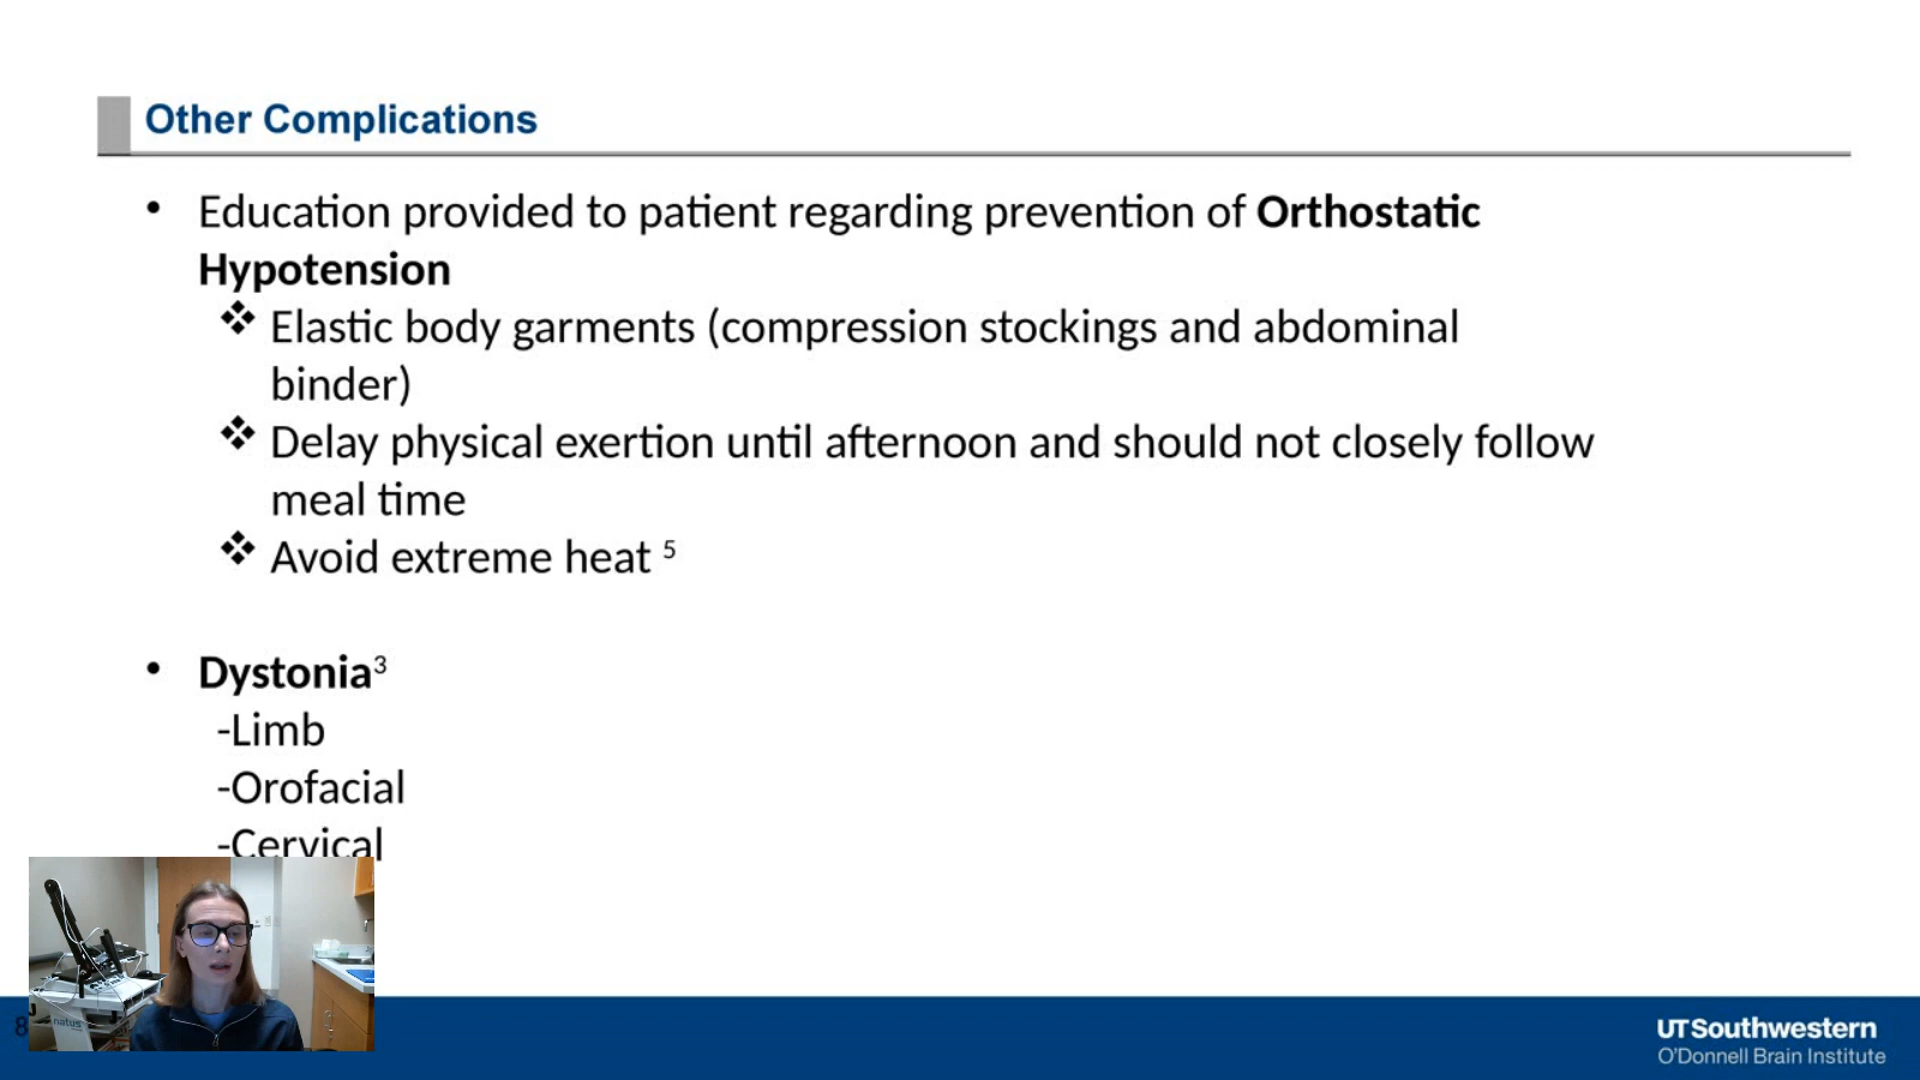 Other Complications
• Education provided to patient regarding prevention of Orthostatic
Hypotension
❖ Elastic body garments (compression stockings and abdominal
binder)
❖ Delay physical exertion until afternoon and should not closely follow
meal time
❖ Avoid extreme heat ⁵
• Dystonia³
-Limb
-Orofacial
-Cervical
natus
8
UTSouthwestern
O'Donnell Brain Institute